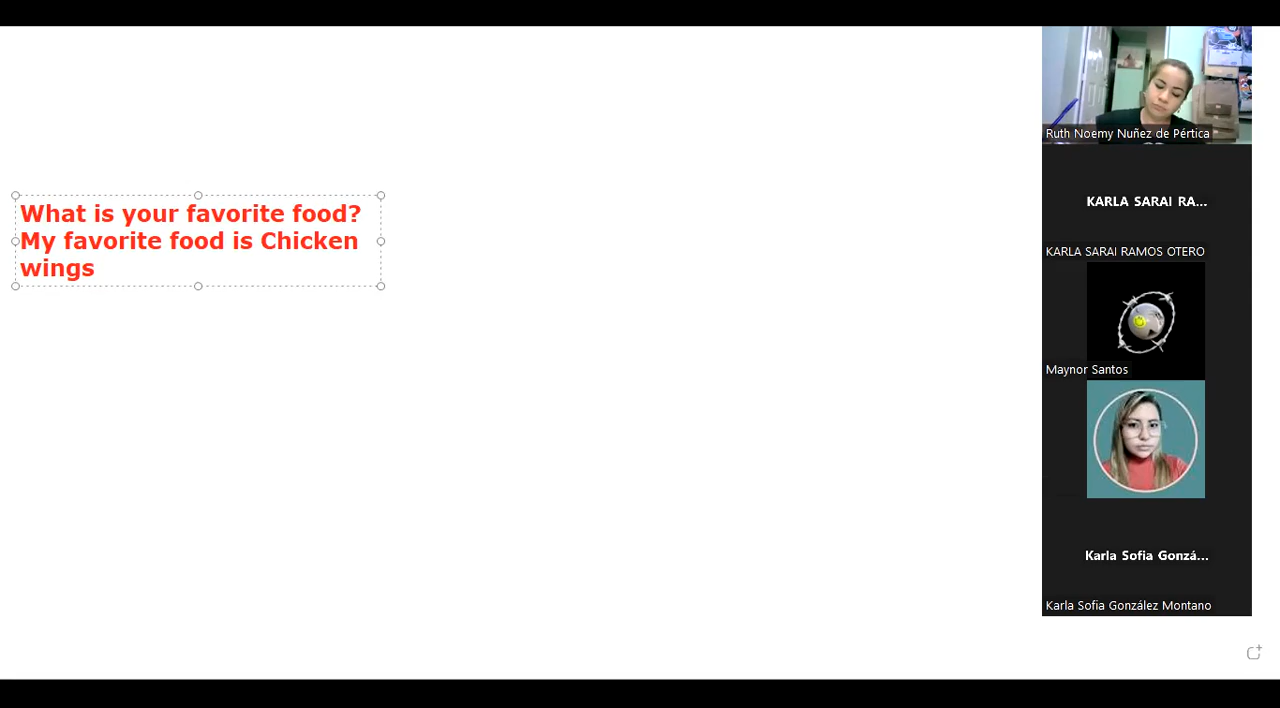 What is your favorite food?
My favorite food is Chicken
wings
Ruth Noemy Nuñez de Pértica
KARLA SARAI RA...
KARLA SARAI RAMOS OTERO
Maynor Santos
Karla Sofia Gonzá...
Karla Sofia González Montano